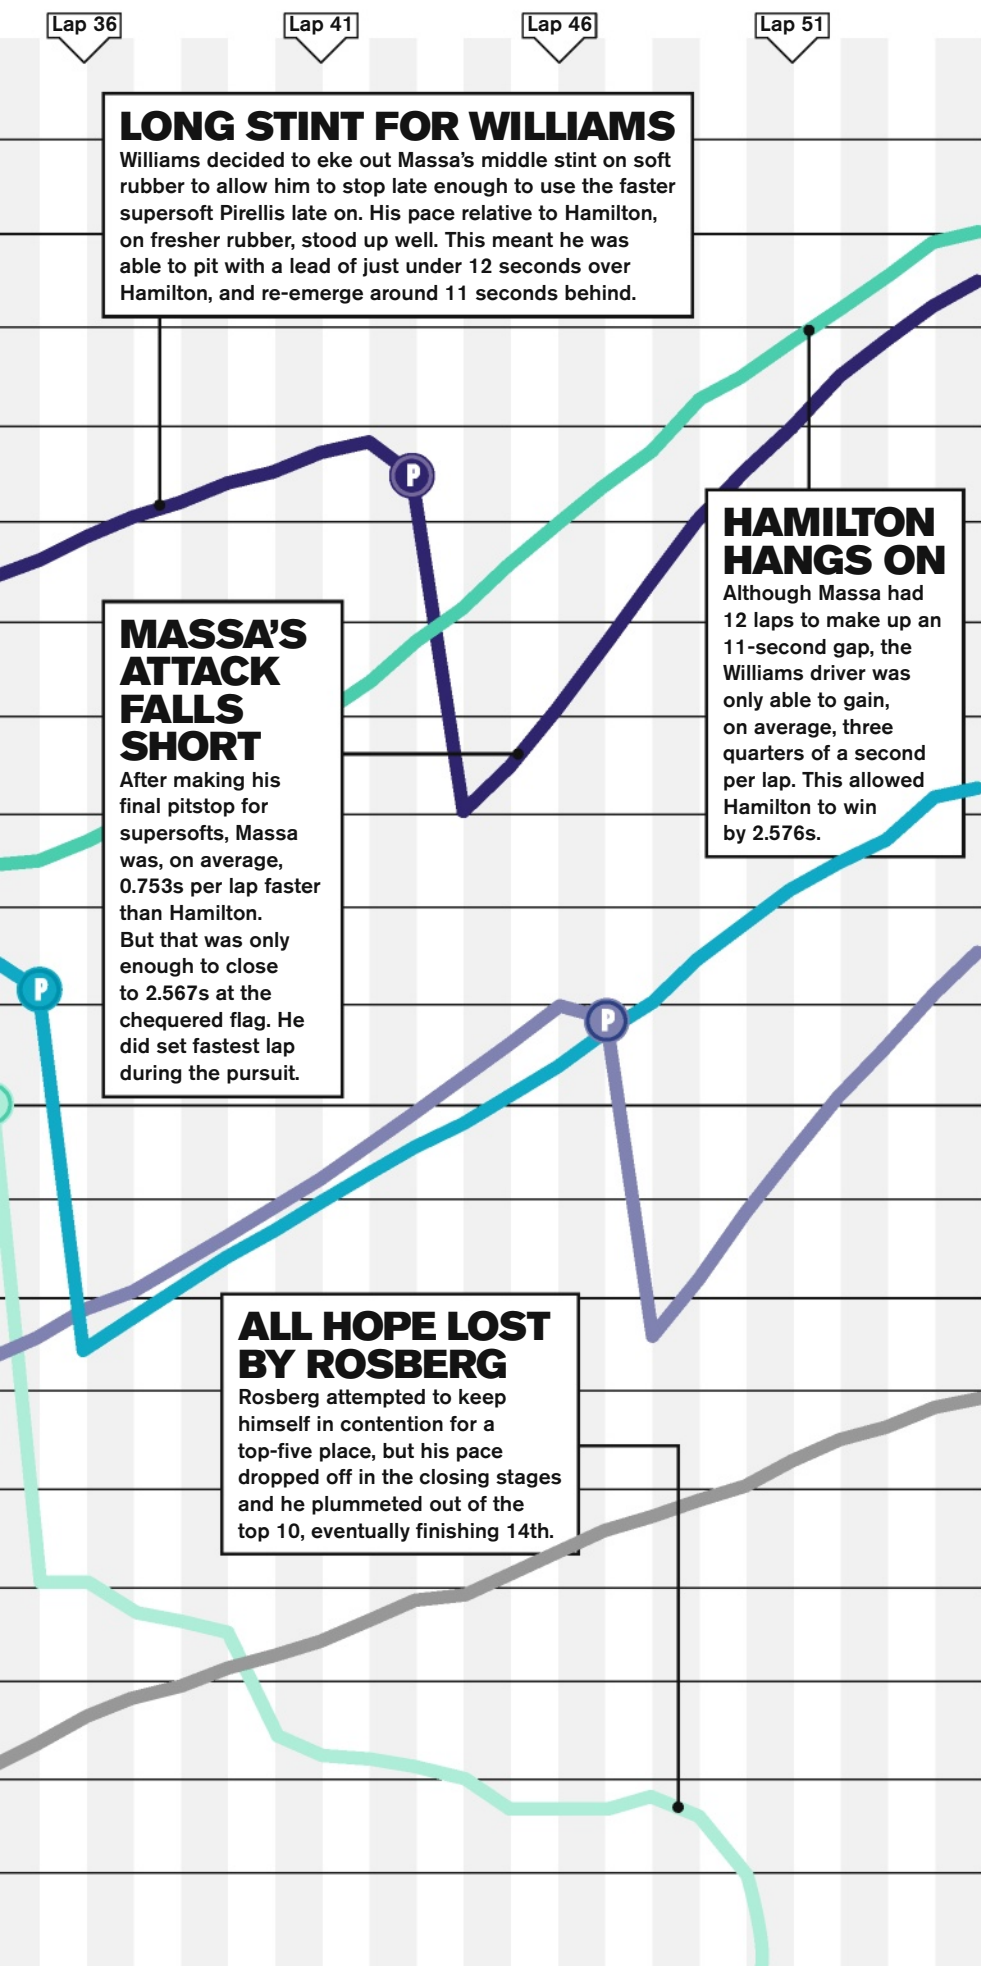 Lap 36
Lap 41
Lap 46
Lap 51
LONG STINT FOR WILLIAMS
Williams decided to eke out Massa’s middle stint on soft
rubber to allow him to stop late enough to use the faster
supersoft Pirellis late on. His pace relative to Hamilton,
on fresher rubber, stood up well. This meant he was
able to pit with a lead of just under 12 seconds over
Hamilton, and re-emerge around 11 seconds behind.
P
HAMILTON
HANGS ON
Although Massa had
12 laps to make up an
11-second gap, the
Williams driver was
only able to gain,
on average, three
quarters of a second
per lap. This allowed
Hamilton to win
by 2.576s.
MASSA’S
ATTACK
FALLS
SHORT
After making his
final pitstop for
supersofts, Massa
was, on average,
0.753s per lap faster
than Hamilton.
But that was only
enough to close
to 2.567s at the
chequered flag. He
did set fastest lap
during the pursuit.
P
P
ALL HOPE LOST
BY ROSBERG
Rosberg attempted to keep
himself in contention for a
top-five place, but his pace
dropped off in the closing stages
and he plummeted out of the
top 10, eventually finishing 14th.